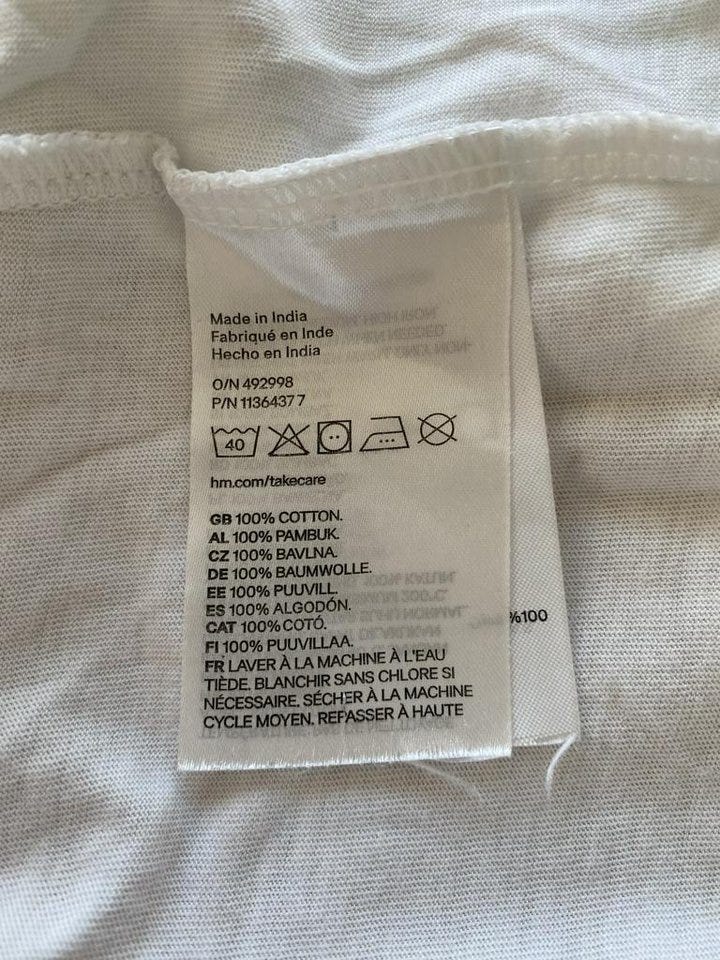 Made in India
Fabriqué en Inde
Hecho en India
O/N 492998
P/N 11364377
40
hm.com/takecare
GB 100% COTTON.
AL 100% PAMBUK.
CZ 100% BAVLNA.
DE 100% BAUMWOLLE.
EE 100% PUUVILL.
ES 100% ALGODÓN.
CAT 100% COTÓ.
FI 100% PUUVILLAA.
FR LAVER À LA MACHINE À L'EAU
TIÈDE. BLANCHIR SANS CHLORE SI
NÉCESSAIRE. SÉCHER À LA MACHINE
CYCLE MOYEN. REPASSER À HAUTE
%100